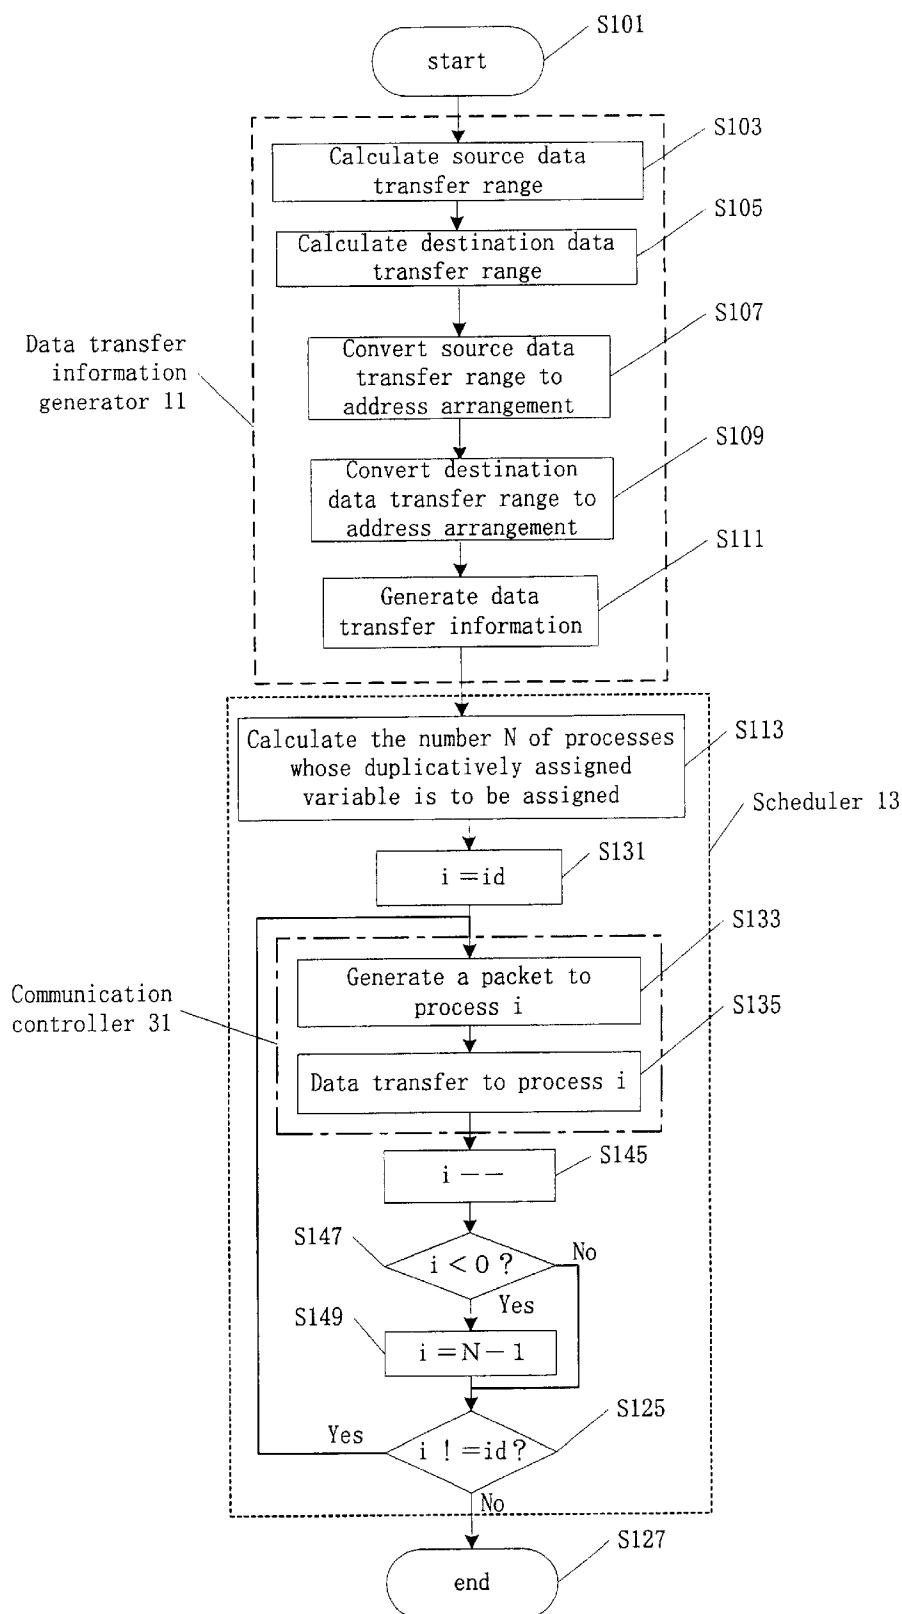 S101
start
S103
Calculate source data
transfer range
S105
Calculate destination data
transfer range
S107
Data transfer
information
generator 11
Convert source data
transfer range to
address arrangement
S109
Convert destination
data transfer range to
address arrangement
S111
Generate data
transfer information
S113
Calculate the number N of processes
whose duplicatively assigned
variable is to be assigned
Scheduler 13
S131
i = id
S133
Generate a packet to
process i
Communication
controller 31
S135
Data transfer to process i
S145
i --
S147
i < 0 ?
No
Yes
S149
i = N - 1
S125
Yes
i ! = id ?
No
S127
end